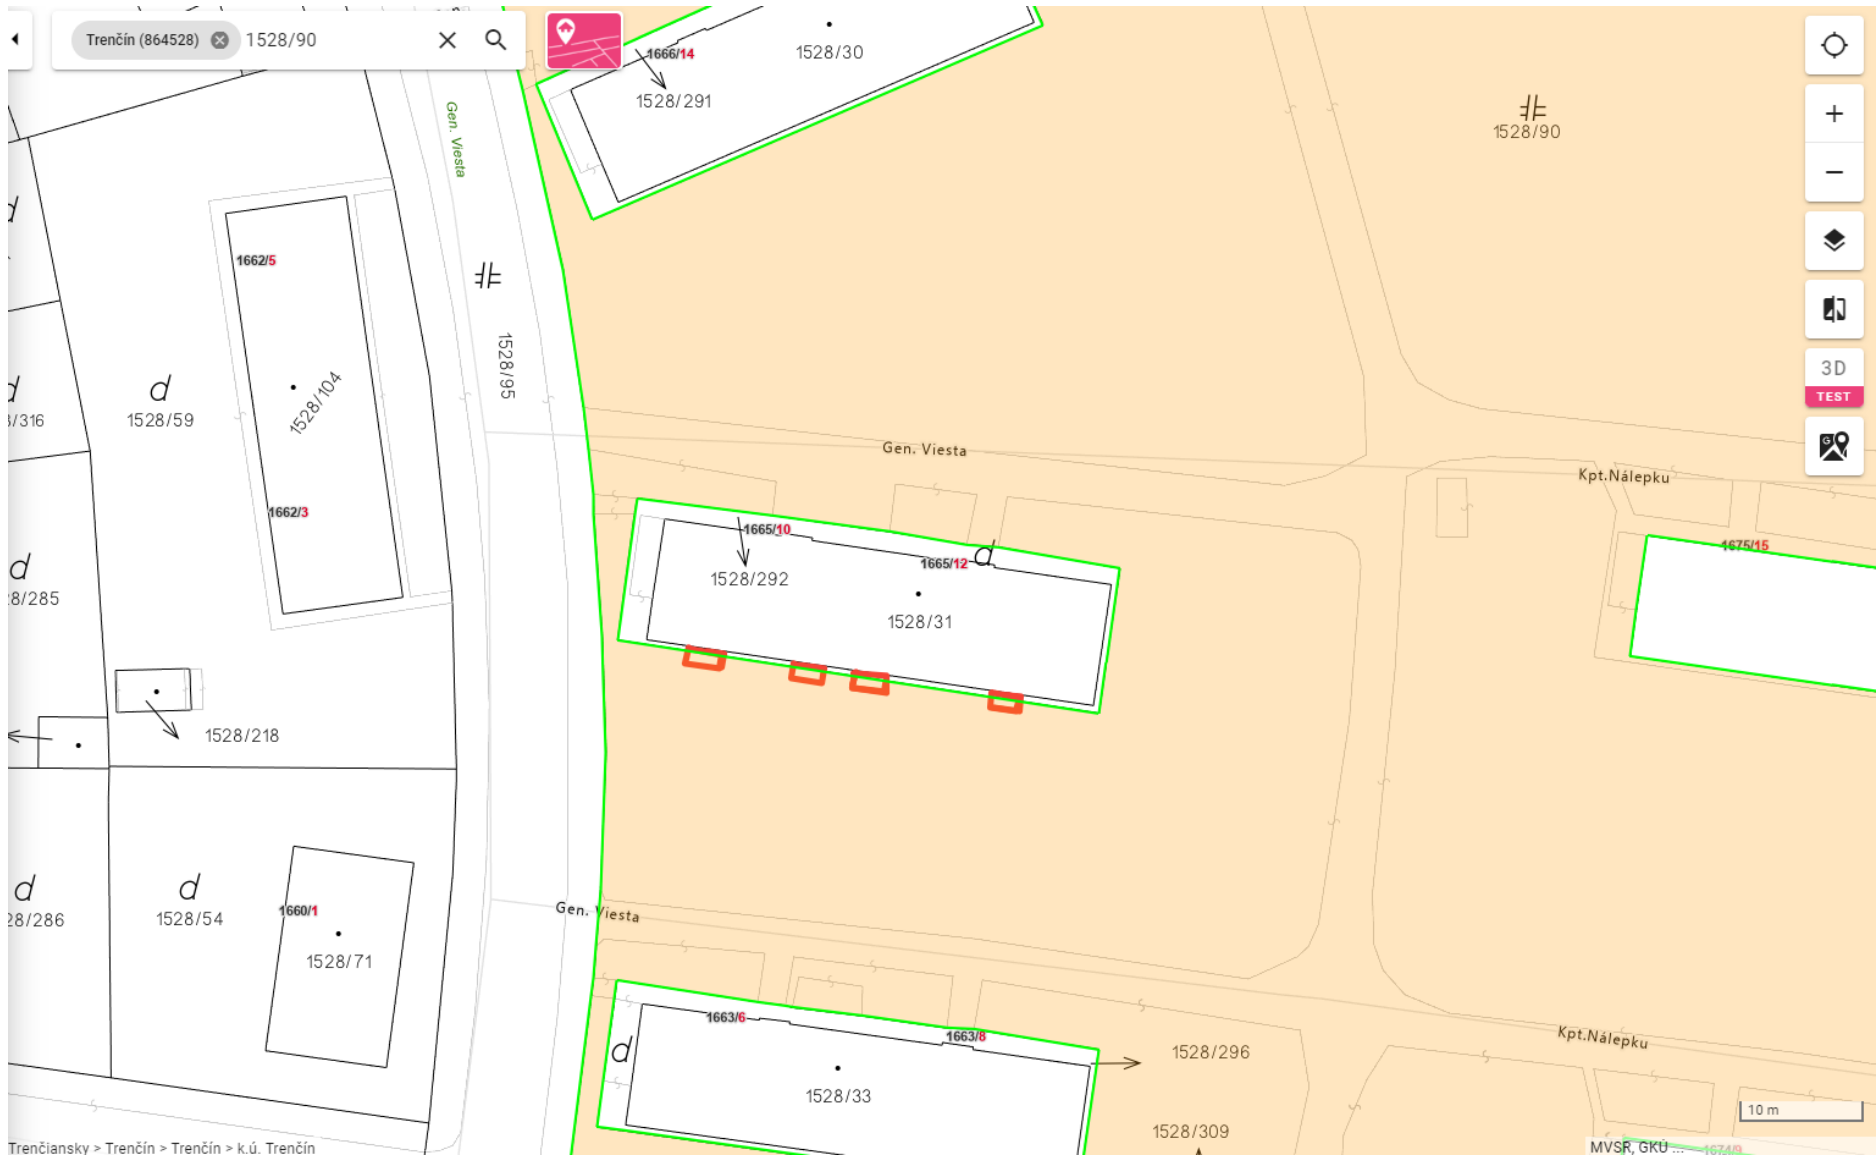 Trenčín (864528) 1528/90
1666/14
1528/30
1528/291
1528/90
Gen. Viesta
1662/5
1528/95
3D
TEST
d
1528/59
1528/104
/316
Gen. Viesta
Kpt.Nálepku
1662/3
1665/10
1665/12
d
1675/15
1528/292
d
8/285
1528/31
1528/218
d
28/286
d
1528/54
1660/1
1528/71
Gen. Viesta
1663/6
1663/8
Kpt.Nálepku
d
1528/296
1528/33
10 m
1528/309
Trenčiansky > Trenčín > Trenčín > k.ú. Trenčín
MVSR, GKÚ ...
1674/9